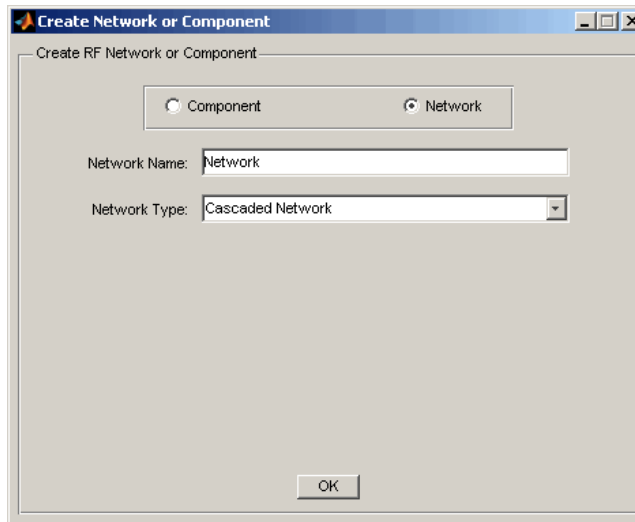 Create Network or Component
Create RF Network or Component
Component Network
Network Name: Network
Network Type: Cascaded Network
OK